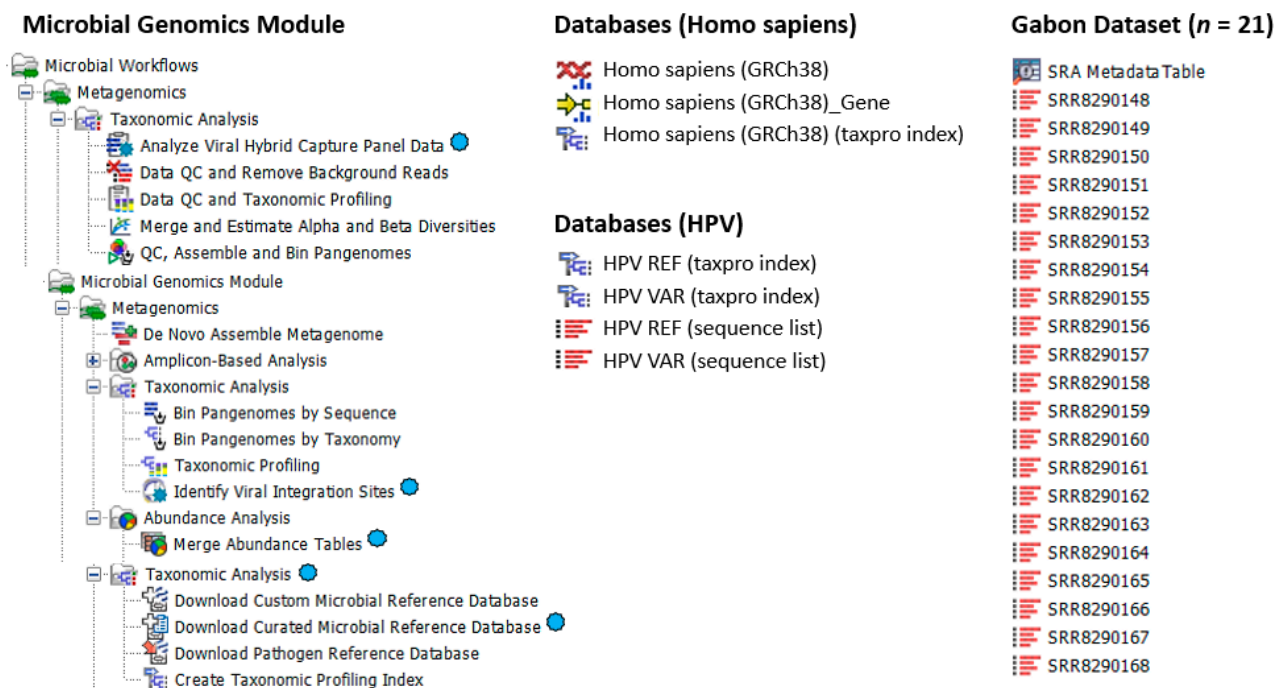 Microbial Genomics Module
Microbial Workflows
Metagenomics
Taxonomic Analysis
Analyze Viral Hybrid Capture Panel Data
Data QC and Remove Background Reads
Data QC and Taxonomic Profiling
Merge and Estimate Alpha and Beta Diversities
QC, Assemble and Bin Pangenomes
Microbial Genomics Module
Metagenomics
De Novo Assemble Metagenome
Amplicon-Based Analysis
Taxonomic Analysis
Bin Pangenomes by Sequence
Bin Pangenomes by Taxonomy
Taxonomic Profiling
Identify Viral Integration Sites
Abundance Analysis
Merge Abundance Tables
Taxonomic Analysis
Download Custom Microbial Reference Database
Download Curated Microbial Reference Database
Download Pathogen Reference Database
Create Taxonomic Profiling Index
Databases (Homo sapiens)
Homo sapiens (GRCh38)
Homo sapiens (GRCh38)_Gene
Homo sapiens (GRCh38) (taxpro index)
Databases (HPV)
HPV REF (taxpro index)
HPV VAR (taxpro index)
HPV REF (sequence list)
HPV VAR (sequence list)
Gabon Dataset (n = 21)
SRA Metadata Table
SRR8290148
SRR8290149
SRR8290150
SRR8290151
SRR8290152
SRR8290153
SRR8290154
SRR8290155
SRR8290156
SRR8290157
SRR8290158
SRR8290159
SRR8290160
SRR8290161
SRR8290162
SRR8290163
SRR8290164
SRR8290165
SRR8290166
SRR8290167
SRR8290168